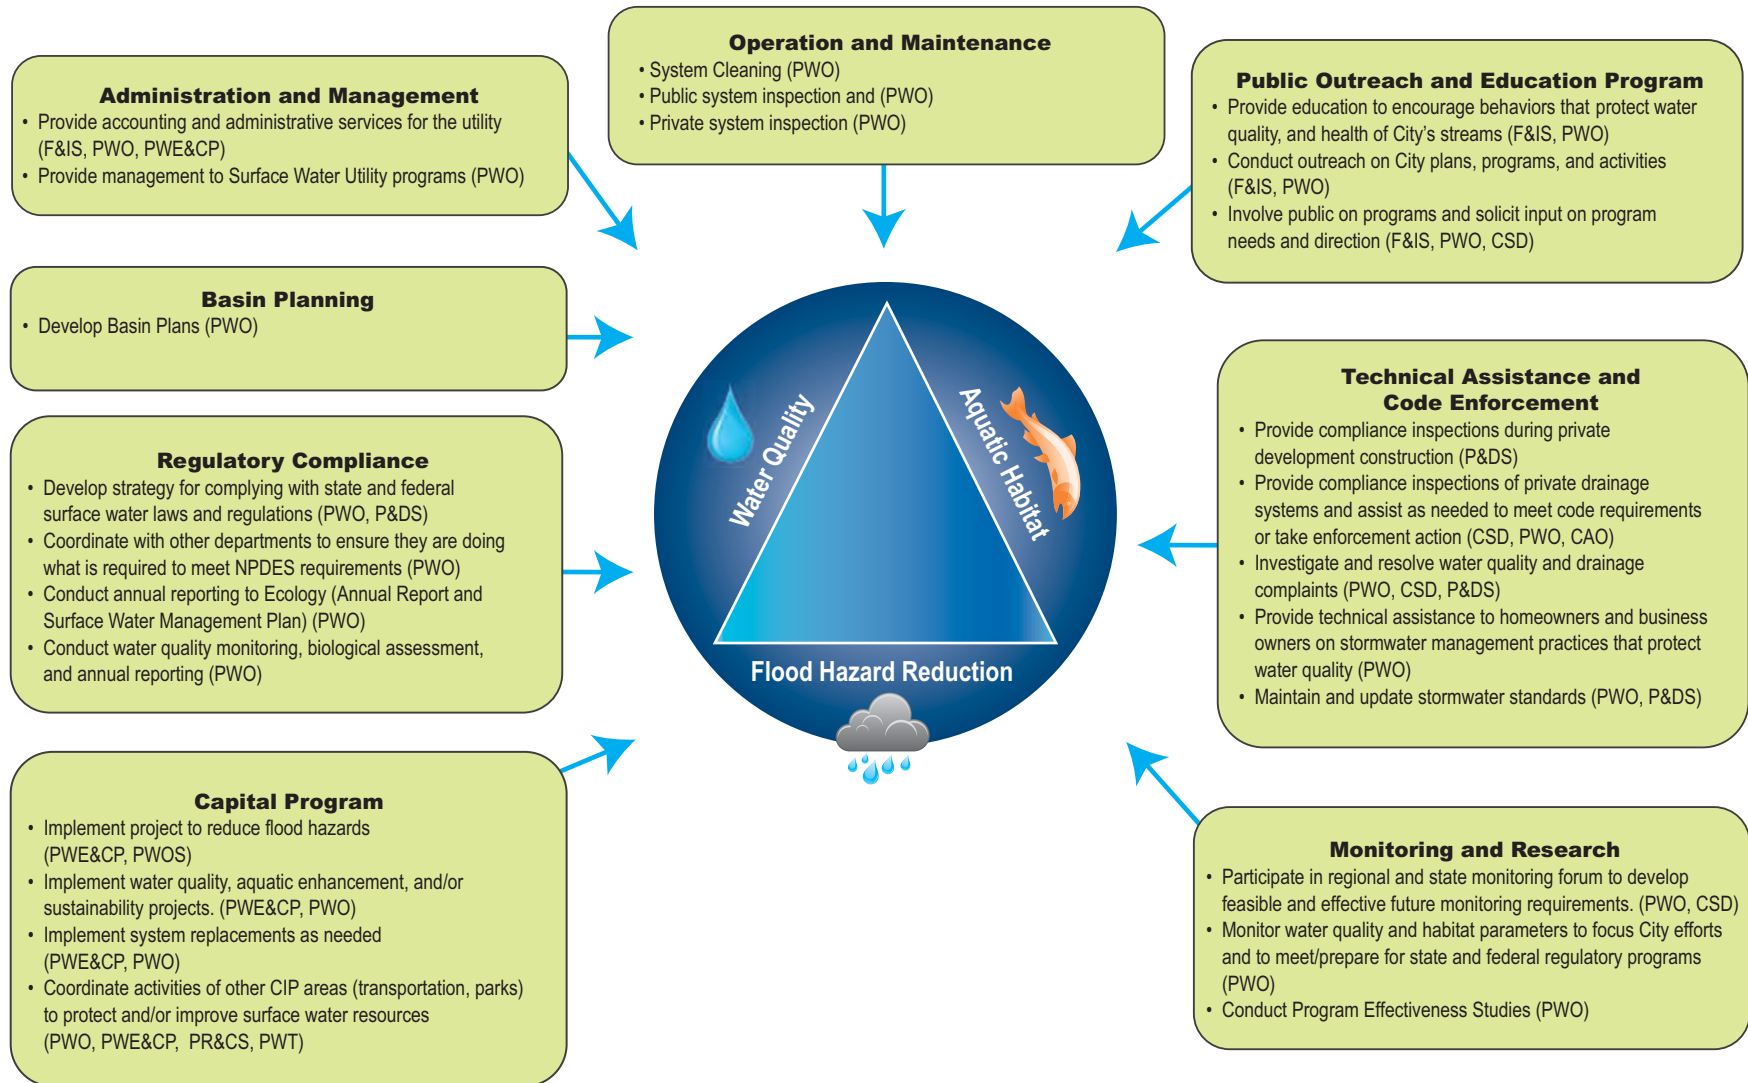 Operation and Maintenance
• System Cleaning (PWO)
• Public system inspection and (PWO)
• Private system inspection (PWO)
Administration and Management
• Provide accounting and administrative services for the utility
(F&IS, PWO, PWE&CP)
• Provide management to Surface Water Utility programs (PWO)
Public Outreach and Education Program
• Provide education to encourage behaviors that protect water
quality, and health of City's streams (F&IS, PWO)
• Conduct outreach on City plans, programs, and activities
(F&IS, PWO)
• Involve public on programs and solicit input on program
needs and direction (F&IS, PWO, CSD)
Basin Planning
• Develop Basin Plans (PWO)
Regulatory Compliance
• Develop strategy for complying with state and federal
surface water laws and regulations (PWO, P&DS)
• Coordinate with other departments to ensure they are doing
what is required to meet NPDES requirements (PWO)
• Conduct annual reporting to Ecology (Annual Report and
Surface Water Management Plan) (PWO)
• Conduct water quality monitoring, biological assessment,
and annual reporting (PWO)
Water Quality
Aquatic Habitat
Flood Hazard Reduction
Technical Assistance and
Code Enforcement
• Provide compliance inspections during private
development construction (P&DS)
• Provide compliance inspections of private drainage
systems and assist as needed to meet code requirements
or take enforcement action (CSD, PWO, CAO)
• Investigate and resolve water quality and drainage
complaints (PWO, CSD, P&DS)
• Provide technical assistance to homeowners and business
owners on stormwater management practices that protect
water quality (PWO)
• Maintain and update stormwater standards (PWO, P&DS)
Capital Program
• Implement project to reduce flood hazards
(PWE&CP, PWOS)
• Implement water quality, aquatic enhancement, and/or
sustainability projects. (PWE&CP, PWO)
• Implement system replacements as needed
(PWE&CP, PWO)
• Coordinate activities of other CIP areas (transportation, parks)
to protect and/or improve surface water resources
(PWO, PWE&CP, PR&CS, PWT)
Monitoring and Research
• Participate in regional and state monitoring forum to develop
feasible and effective future monitoring requirements. (PWO, CSD)
• Monitor water quality and habitat parameters to focus City efforts
and to meet/prepare for state and federal regulatory programs
(PWO)
• Conduct Program Effectiveness Studies (PWO)